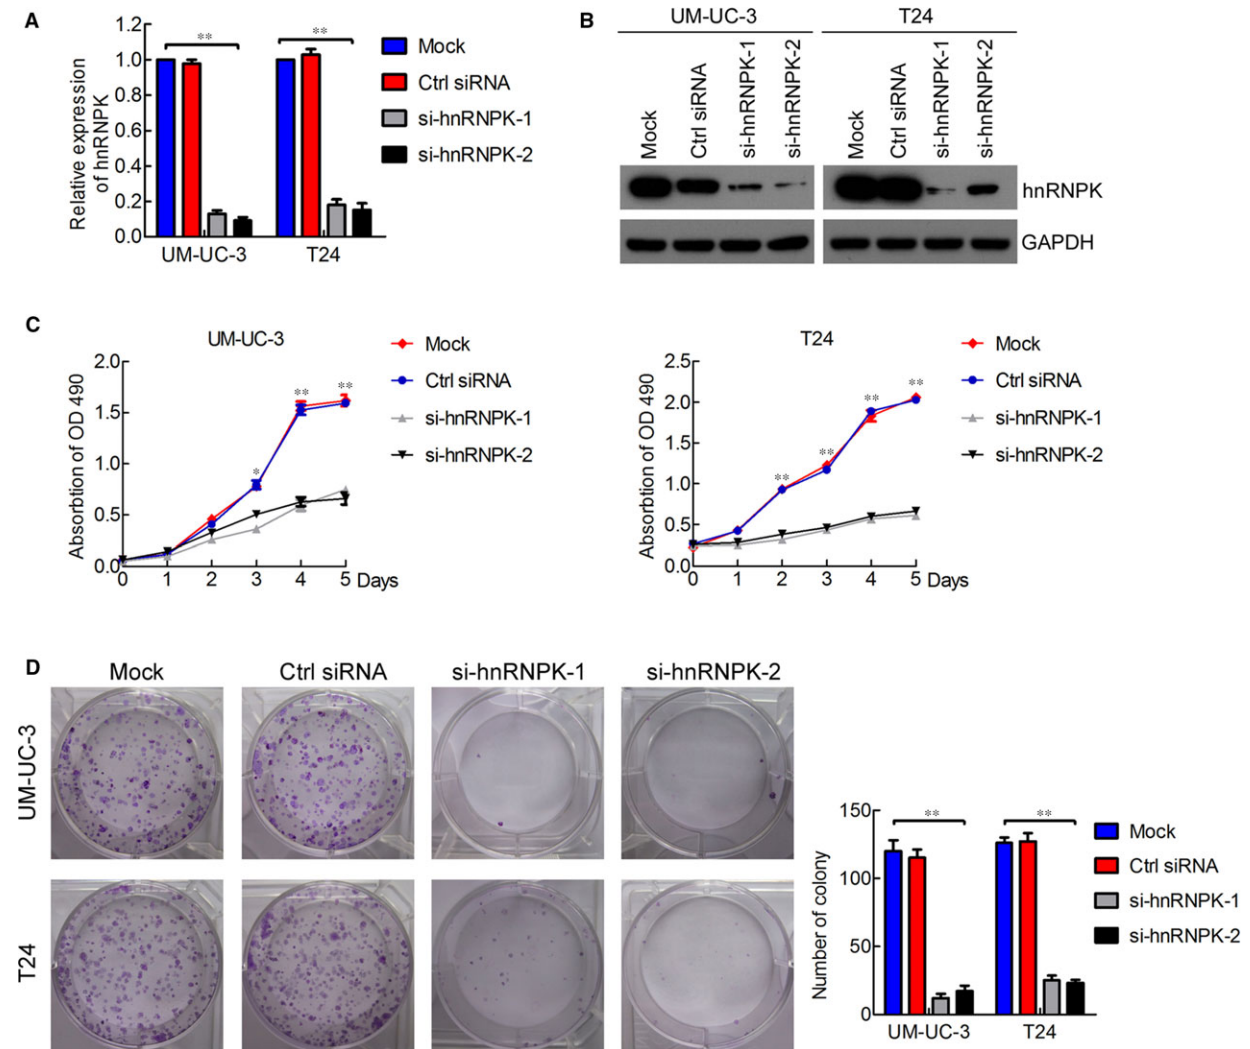 A
1.2
1.0
0.8
0.6
0.4
0.2
0.0
Relative expression
of hnRNPK
**
**
UM-UC-3
T24
Mock
Ctrl siRNA
si-hnRNPK-1
si-hnRNPK-2
B
UM-UC-3
T24
Mock
Ctrl siRNA
si-hnRNPK-1
si-hnRNPK-2
Mock
Ctrl siRNA
si-hnRNPK-1
si-hnRNPK-2
hnRNPK
GAPDH
C
UM-UC-3
Absorbtion of OD 490
2.0
1.5
1.0
0.5
0.0
*
**
**
0 1 2 3 4 5 Days
Mock
Ctrl siRNA
si-hnRNPK-1
si-hnRNPK-2
T24
Absorbtion of OD 490
2.5
2.0
1.5
1.0
0.5
0.0
**
**
**
**
0 1 2 3 4 5 Days
Mock
Ctrl siRNA
si-hnRNPK-1
si-hnRNPK-2
D
Mock Ctrl siRNA si-hnRNPK-1 si-hnRNPK-2
UM-UC-3
T24
Number of colony
150
100
50
0
**
**
UM-UC-3 T24
Mock
Ctrl siRNA
si-hnRNPK-1
si-hnRNPK-2